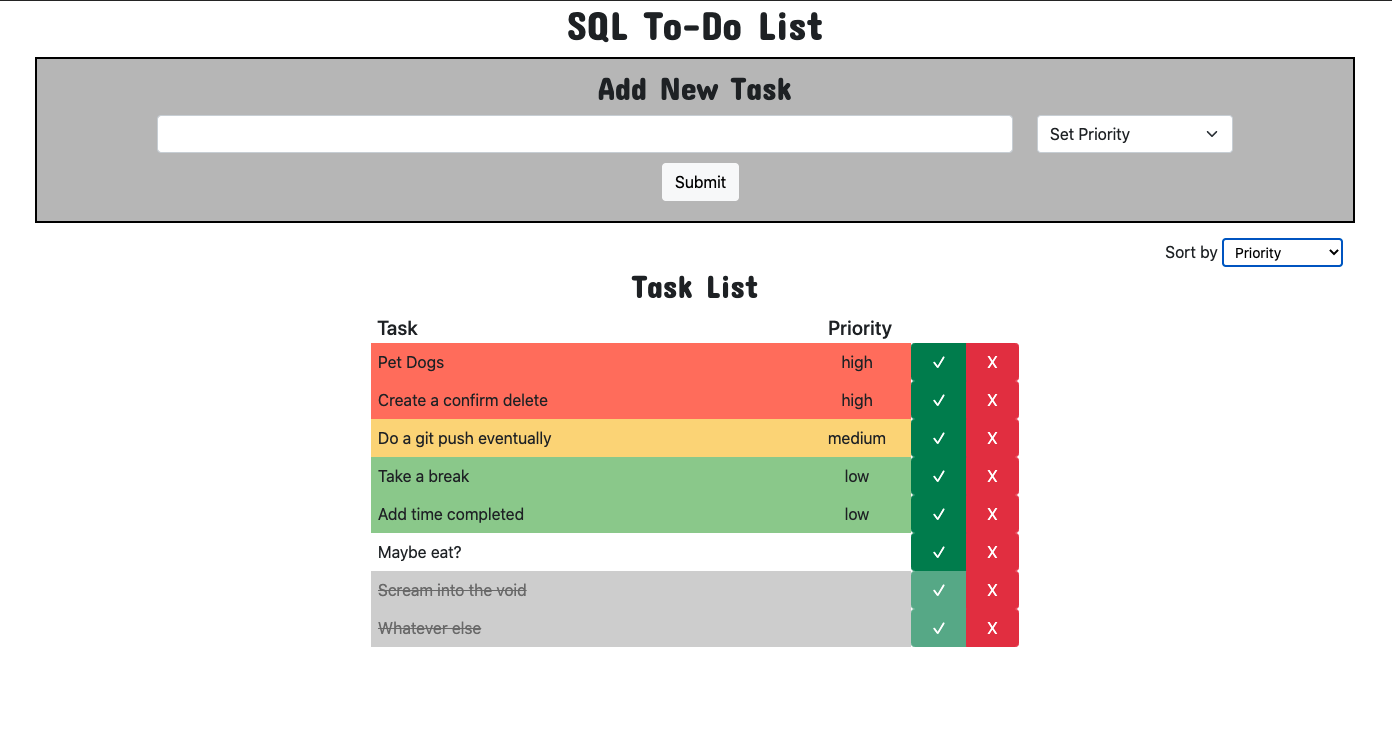 SQL To-Do List
Add New Task
Set Priority
Submit
Sort by Priority
Task List
Task Priority
Pet Dogs high ✓ X
Create a confirm delete high ✓ X
Do a git push eventually medium ✓ X
Take a break low ✓ X
Add time completed low ✓ X
Maybe eat? ✓ X
Scream into the void ✓ X
Whatever else ✓ X